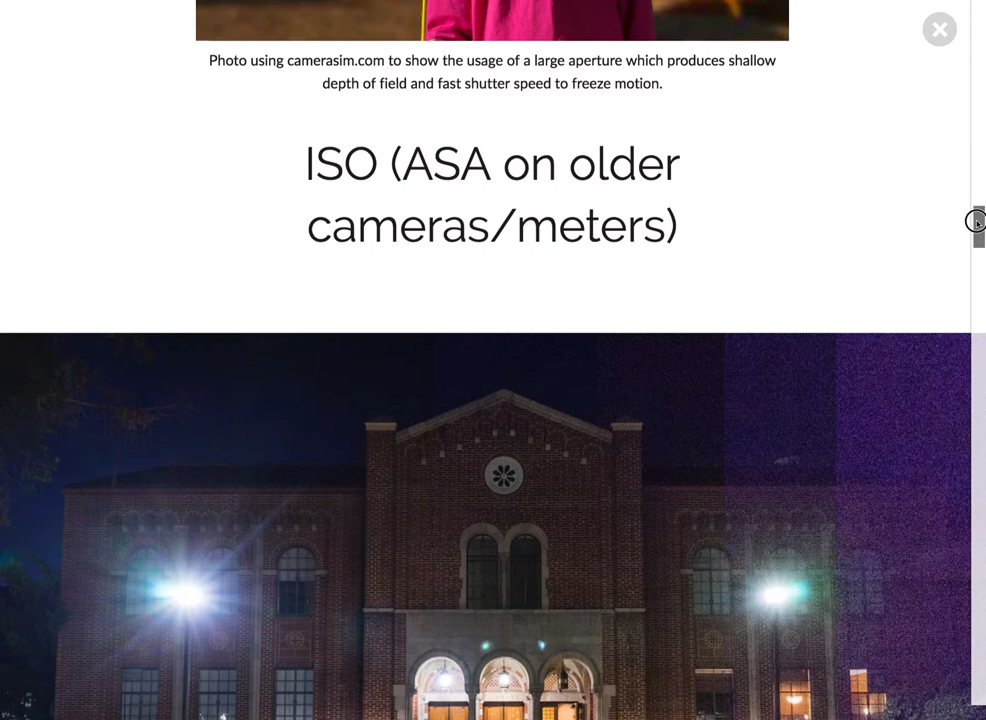 Photo using camerasim.com to show the usage of a large aperture which produces shallow
depth of field and fast shutter speed to freeze motion.
ISO (ASA on older
cameras/meters)